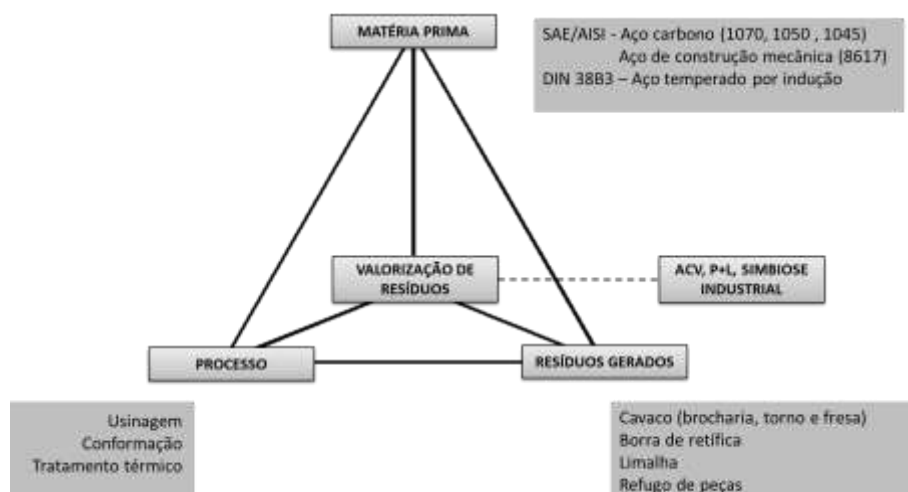 MATÉRIA PRIMA
SAE/AISI - Aço carbono (1070, 1050 , 1045)
Aço de construção mecânica (8617)
DIN 38B3 – Aço temperado por indução
VALORIZAÇÃO DE
RESÍDUOS
ACV, P+L, SIMBIOSE
INDUSTRIAL
PROCESSO
RESÍDUOS GERADOS
Usinagem
Conformação
Tratamento térmico
Cavaco (brocharia, torno e fresa)
Borra de retífica
Limalha
Refugo de peças